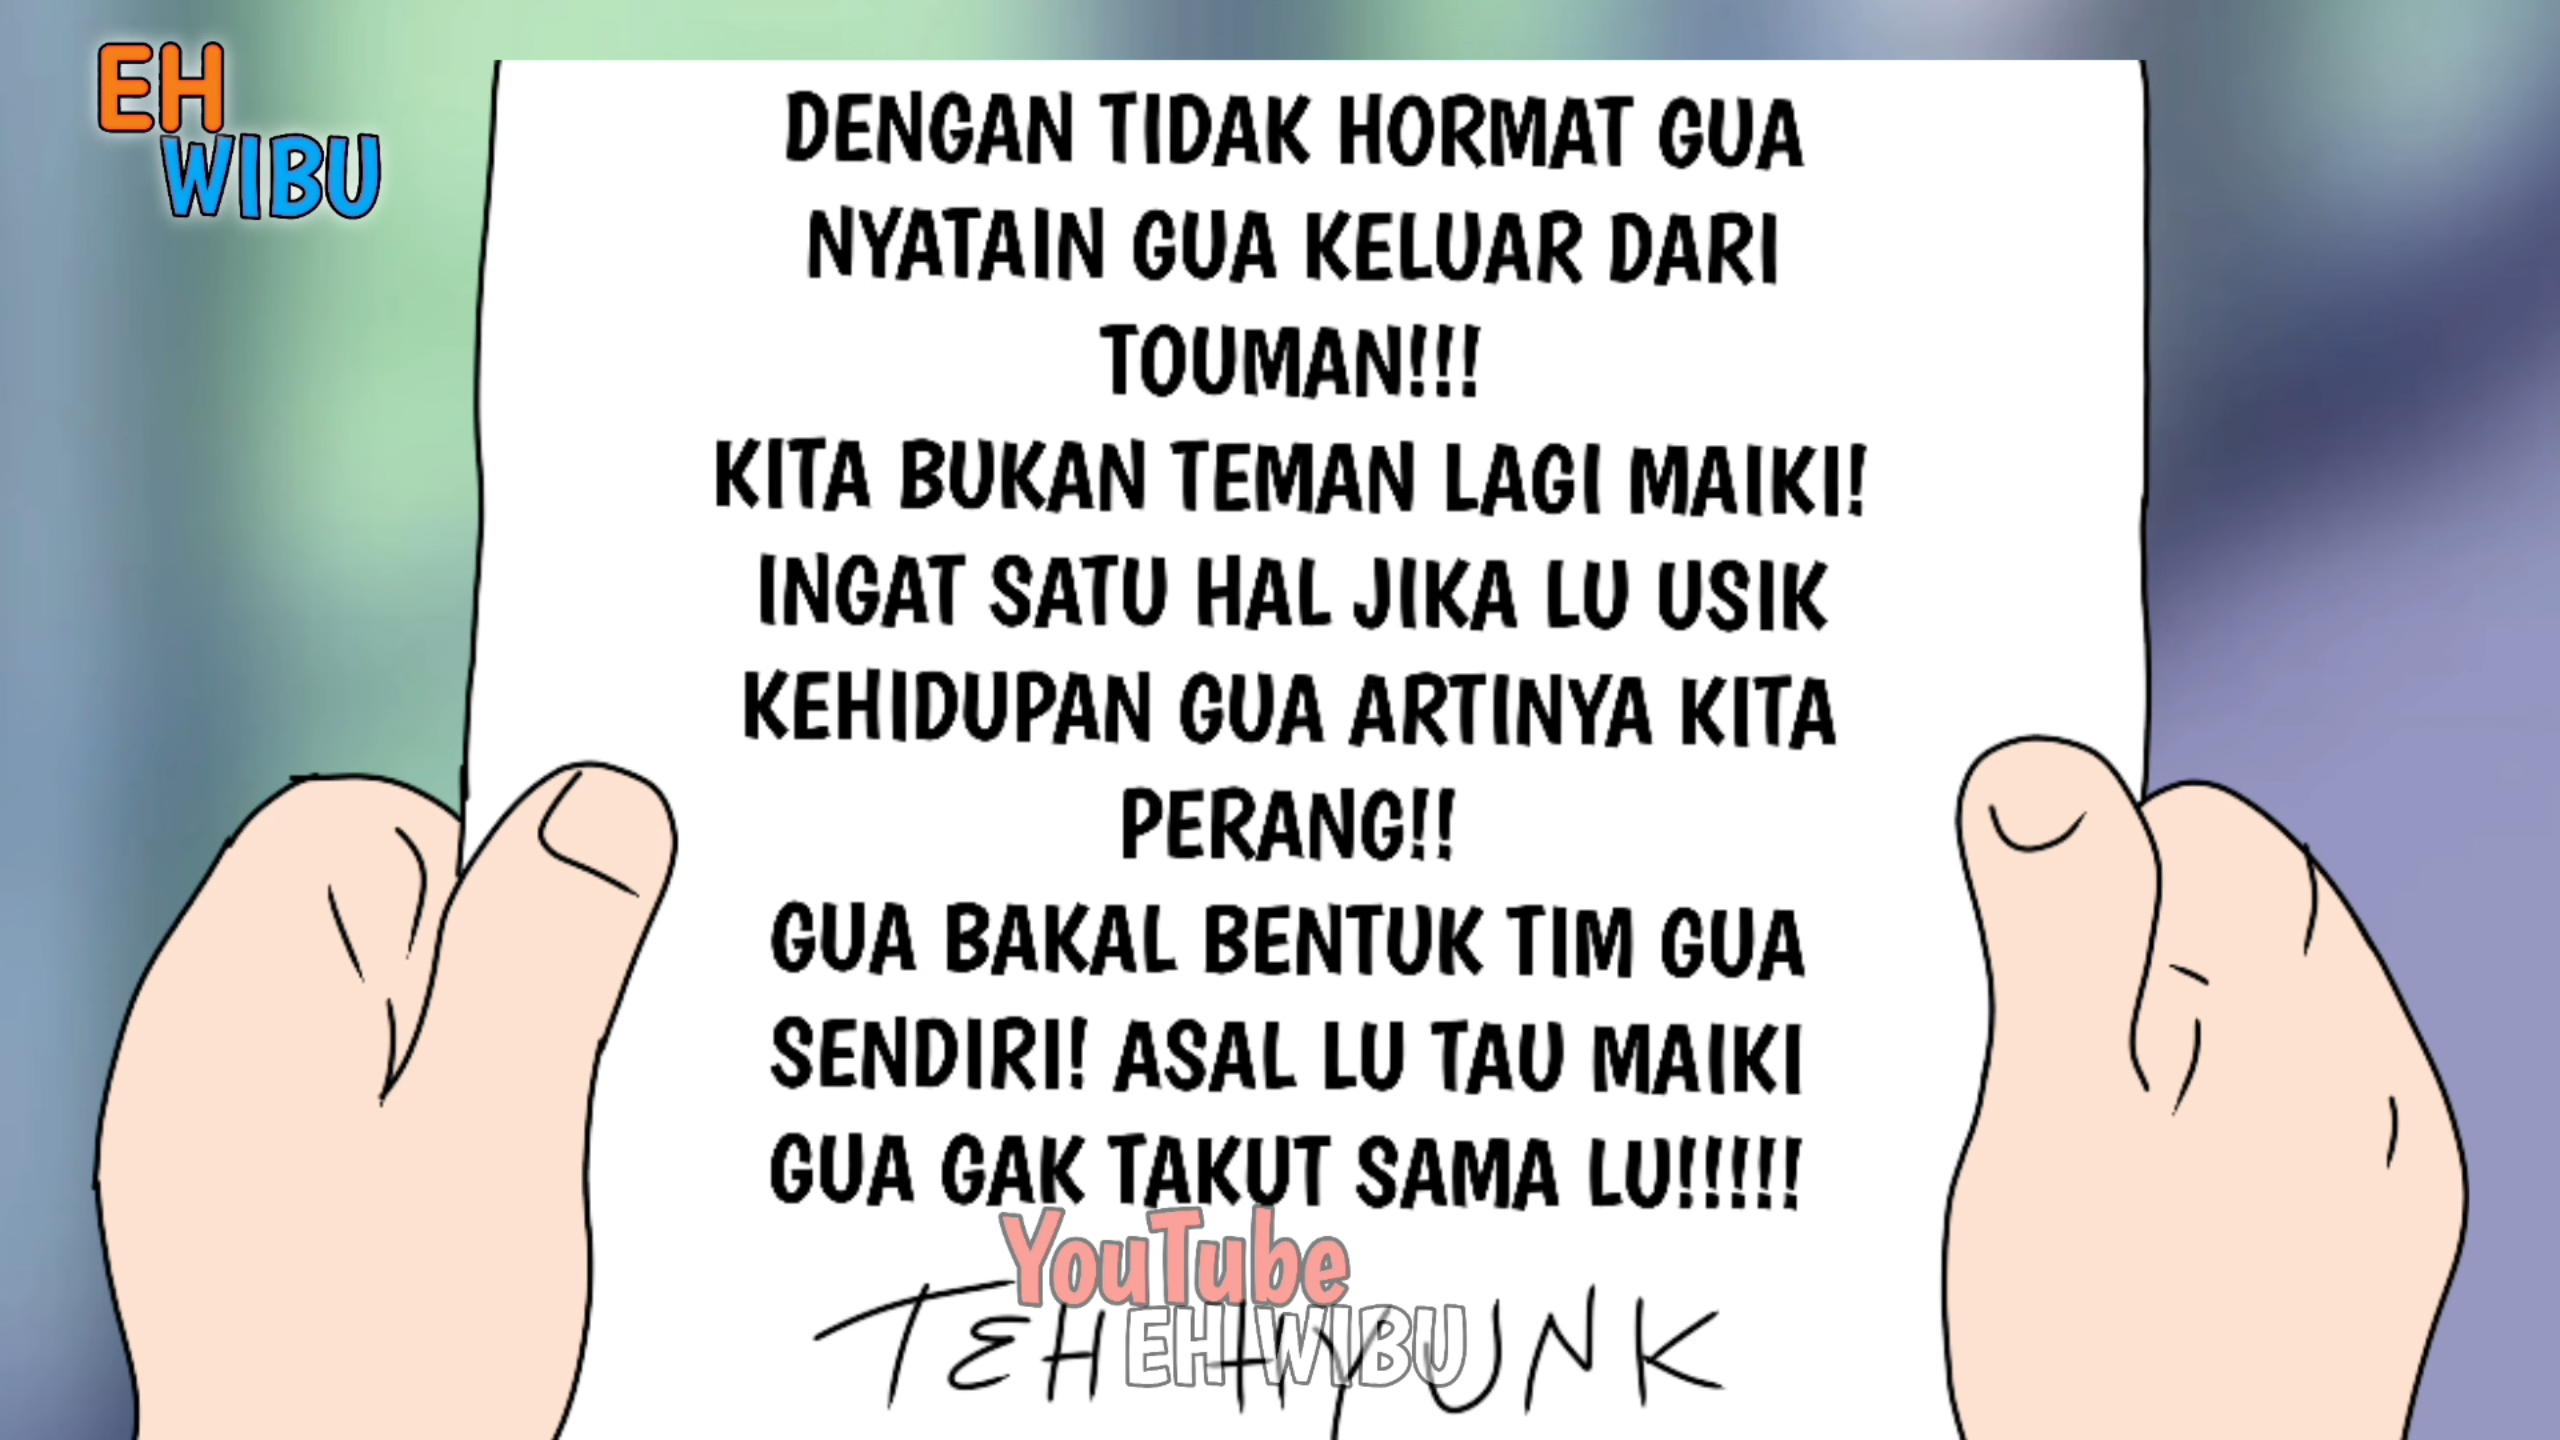 EH
WIBU
DENGAN TIDAK HORMAT GUA
NYATAIN GUA KELUAR DARI
TOUMAN!!!
KITA BUKAN TEMAN LAGI MAIKI!
INGAT SATU HAL JIKA LU USIK
KEHIDUPAN GUA ARTINYA KITA
PERANG!!
GUA BAKAL BENTUK TIM GUA
SENDIRI! ASAL LU TAU MAIKI
GUA GAK TAKUT SAMA LU!!!!!
YouTube
EH WIBU
TEH HYUNK